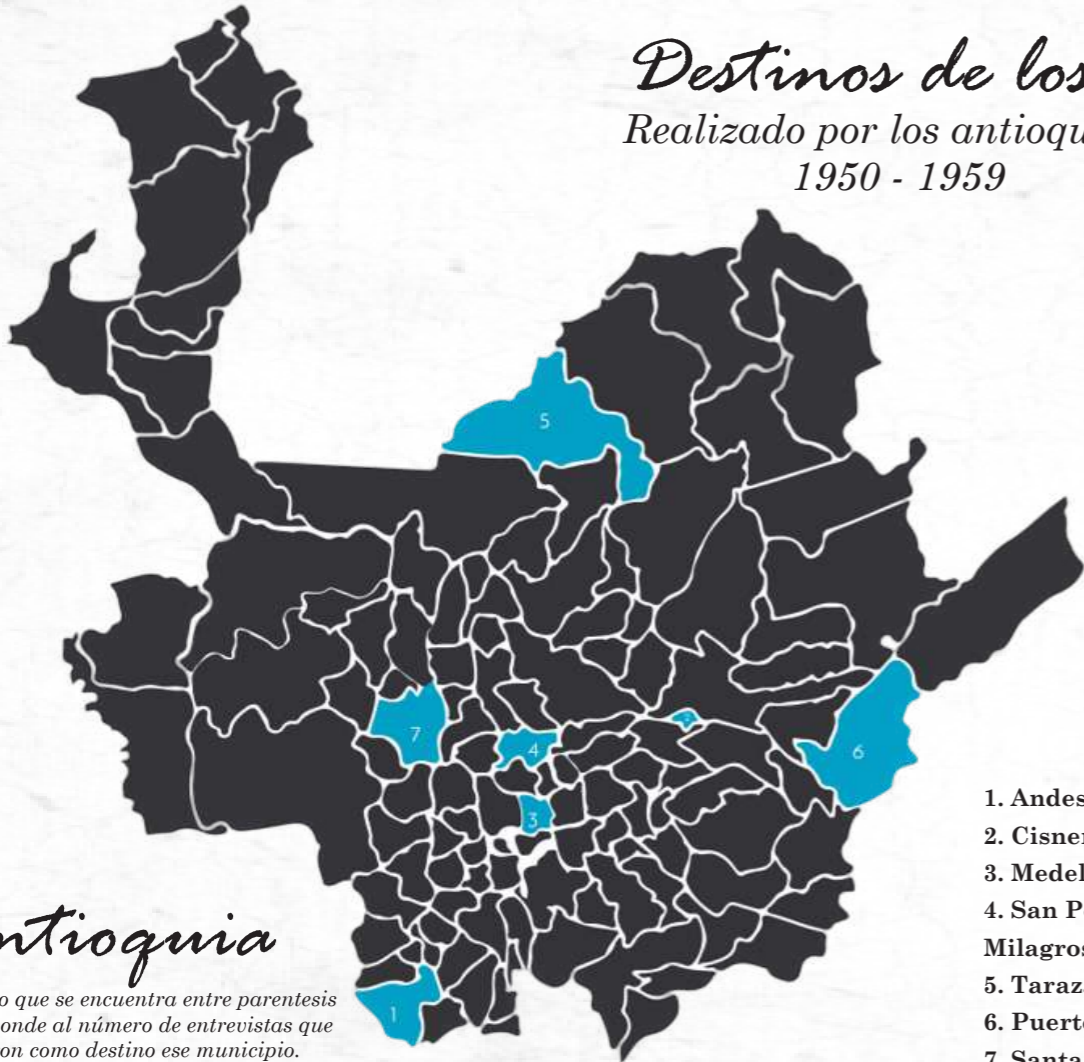 Destinos de los
Realizado por los antioqu
1950 - 1959
5
7
4
2
6
3
1
ntioquia
o que se encuentra entre parentesis
onde al número de entrevistas que
on como destino ese municipio.
1. Andes
2. Cisner
3. Medel
4. San P
Milagros
5. Taraz
6. Puerto
7. Santa